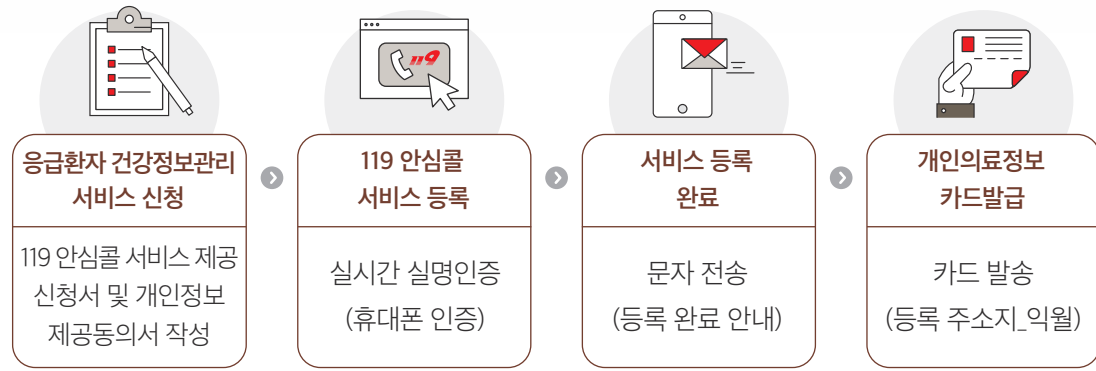 119
응급환자 건강정보관리
서비스 신청
119 안심콜 서비스 제공
신청서 및 개인정보
제공동의서 작성
119 안심콜
서비스 등록
실시간 실명인증
(휴대폰 인증)
서비스 등록
완료
문자 전송
(등록 완료 안내)
개인의료정보
카드발급
카드 발송
(등록 주소지_익월)